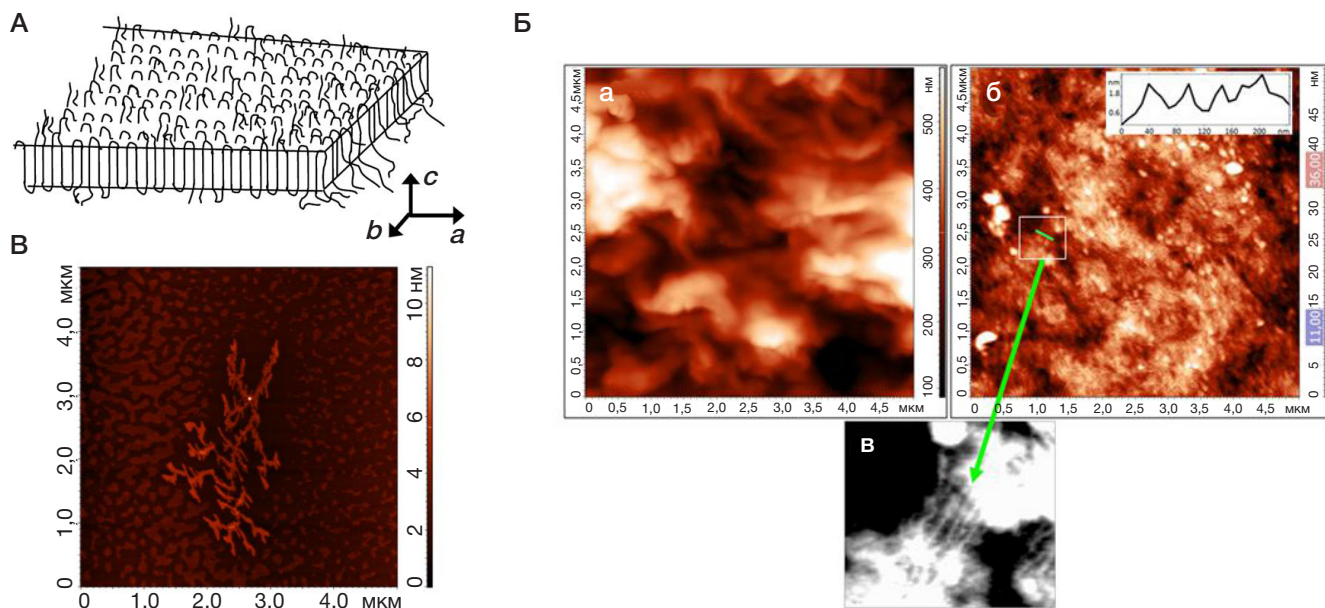 А
c
b
a
В
0 1,0 2,0 3,0 4,0 мкм
0 1,0 2,0 3,0 4,0 мкм
0 2 4 6 8 10 нм
Б
а
0 0,5 1,0 1,5 2,0 2,5 3,0 3,5 4,0 4,5 мкм
0 0,5 1,0 1,5 2,0 2,5 3,0 3,5 4,0 4,5 мкм
100 200 300 400 500 нм
б
nm
1.8
0.6
0 40 80 120 160 200 nm
0 0,5 1,0 1,5 2,0 2,5 3,0 3,5 4,0 4,5 мкм
0 0,5 1,0 1,5 2,0 2,5 3,0 3,5 4,0 4,5 мкм
0 5 10 15 20 25 30 35 40 45 нм
36,00
11,00
в